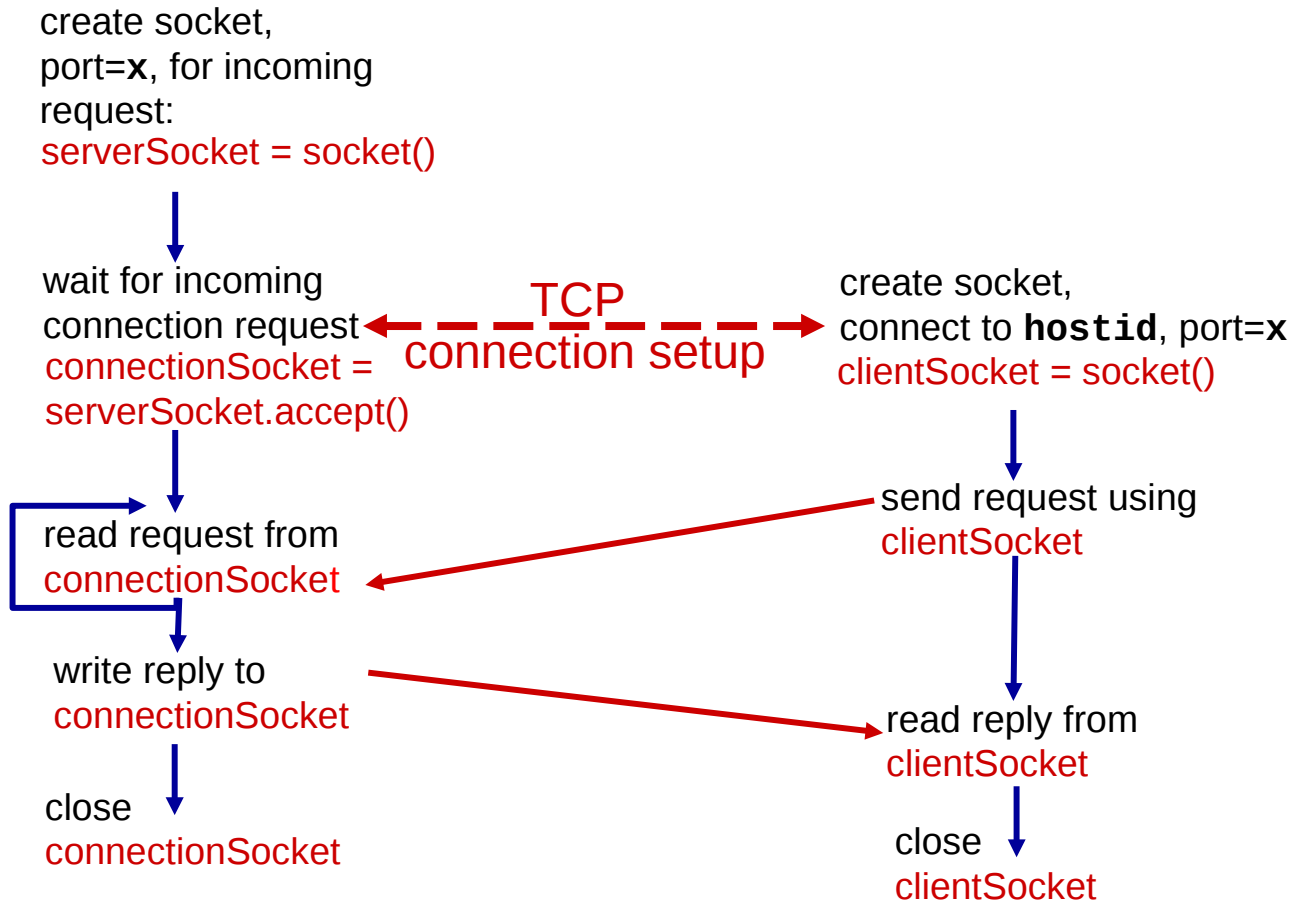 create socket,
port=x, for incoming
request:
serverSocket = socket()
wait for incoming
connection request
connectionSocket =
serverSocket.accept()
TCP
connection setup
create socket,
connect to hostid, port=x
clientSocket = socket()
read request from
connectionSocket
send request using
clientSocket
write reply to
connectionSocket
read reply from
clientSocket
close
connectionSocket
close
clientSocket